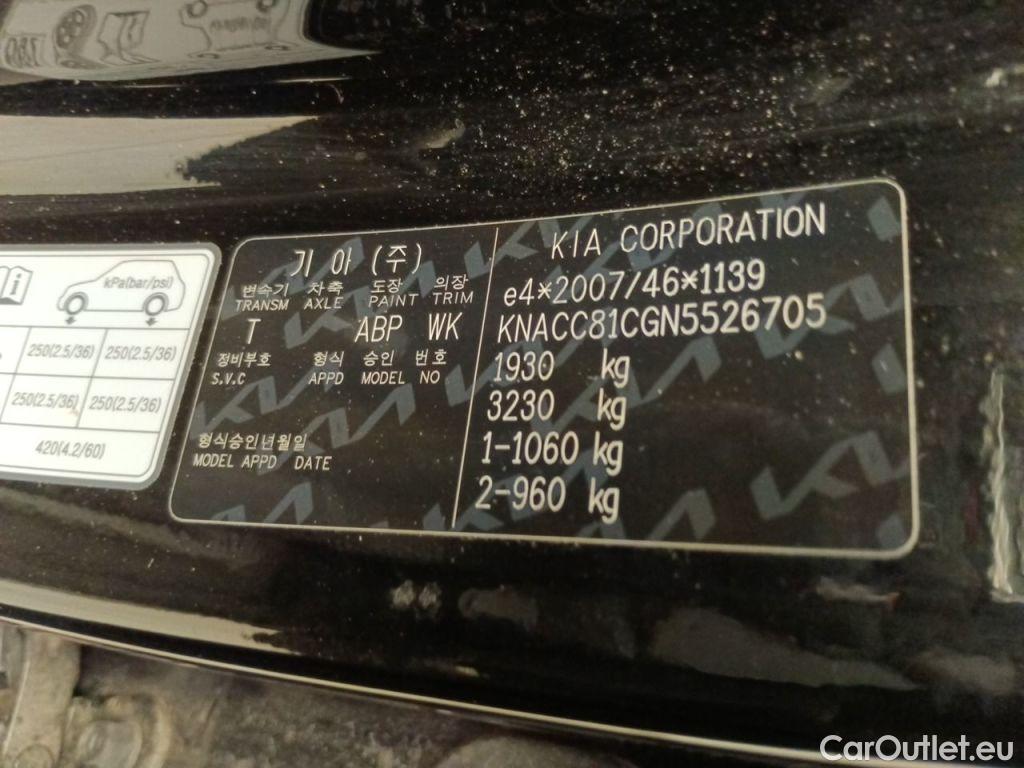 kPa(bar/psi)
250(2.5/36) 250(2.5/36)
250(2.5/36) 250(2.5/36)
420(4.2/60)
기아(주)
변속기 차축 도장 의장
TRANSM AXLE PAINT TRIM
T ABP WK
정비부호 형식 승인 번호
S.V.C APPD MODEL NO
형식승인년월일
MODEL APPD DATE
KIA CORPORATION
e4*2007/46*1139
KNACC81CGN5526705
1930 kg
3230 kg
1-1060 kg
2-960 kg
CarOutlet.eu